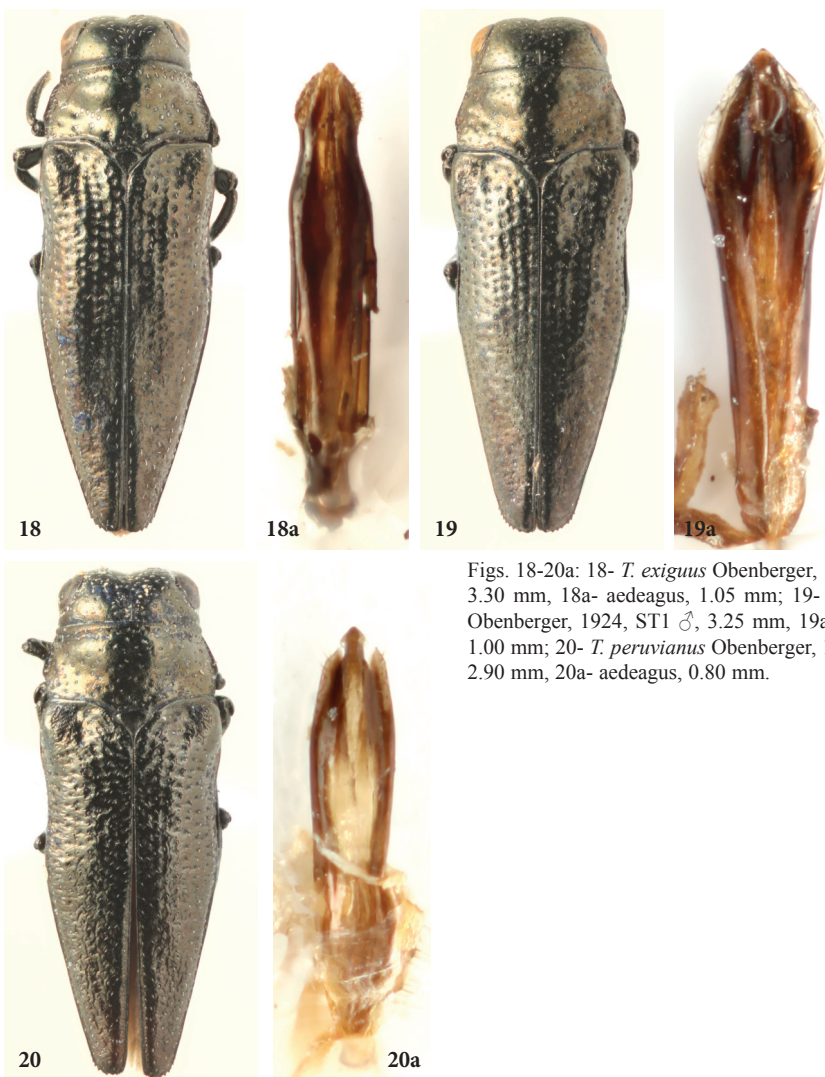 18
18a
19
19a
Figs. 18-20a: 18- T. exiguus Obenberger,
3.30 mm, 18a- aedeagus, 1.05 mm; 19-
Obenberger, 1924, ST1 ♂, 3.25 mm, 19a
1.00 mm; 20- T. peruvianus Obenberger,
2.90 mm, 20a- aedeagus, 0.80 mm.
20
20a